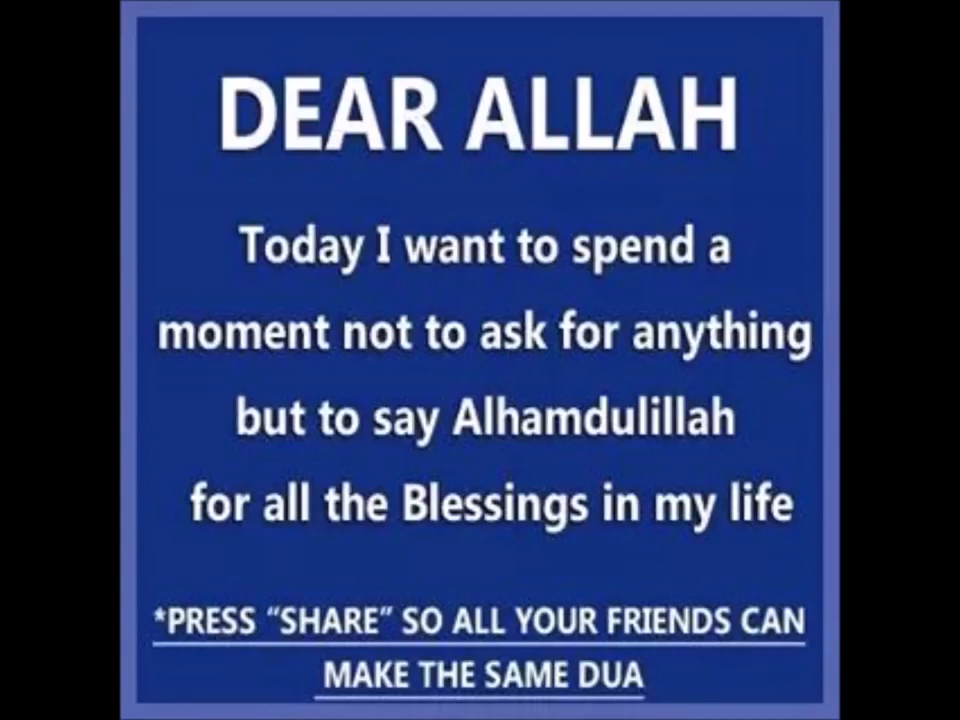 DEAR ALLAH
Today I want to spend a
moment not to ask for anything
but to say Alhamdulillah
for all the Blessings in my life
*PRESS “SHARE” SO ALL YOUR FRIENDS CAN
MAKE THE SAME DUA